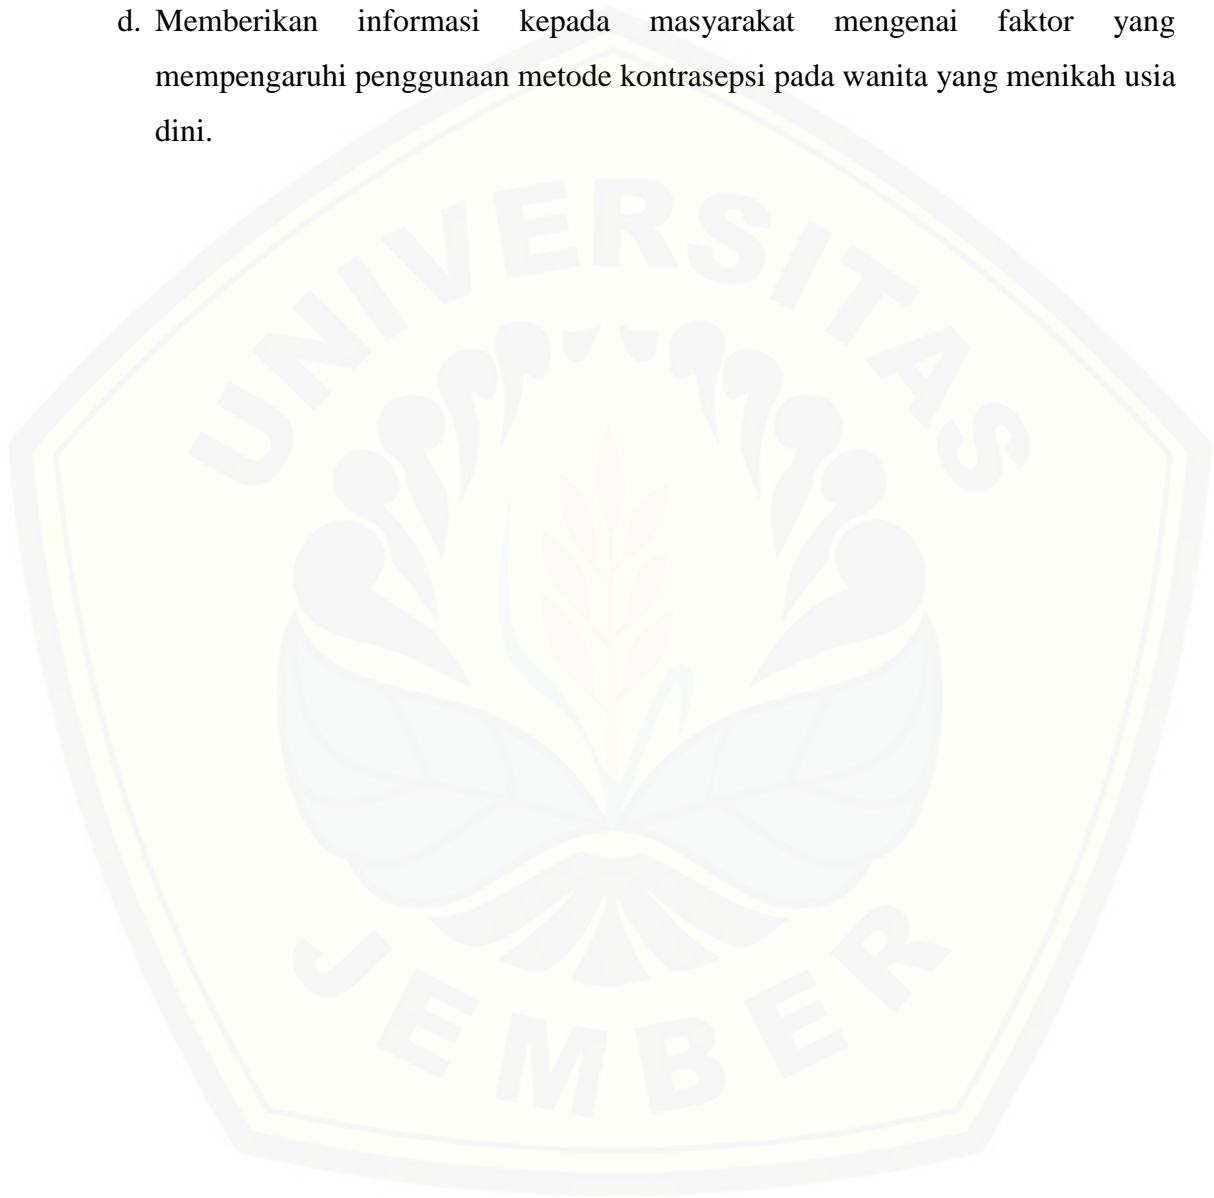 d. Memberikan informasi kepada masyarakat mengenai faktor yang
mempengaruhi penggunaan metode kontrasepsi pada wanita yang menikah usia
dini.
UNIVERSITAS
JEMBER